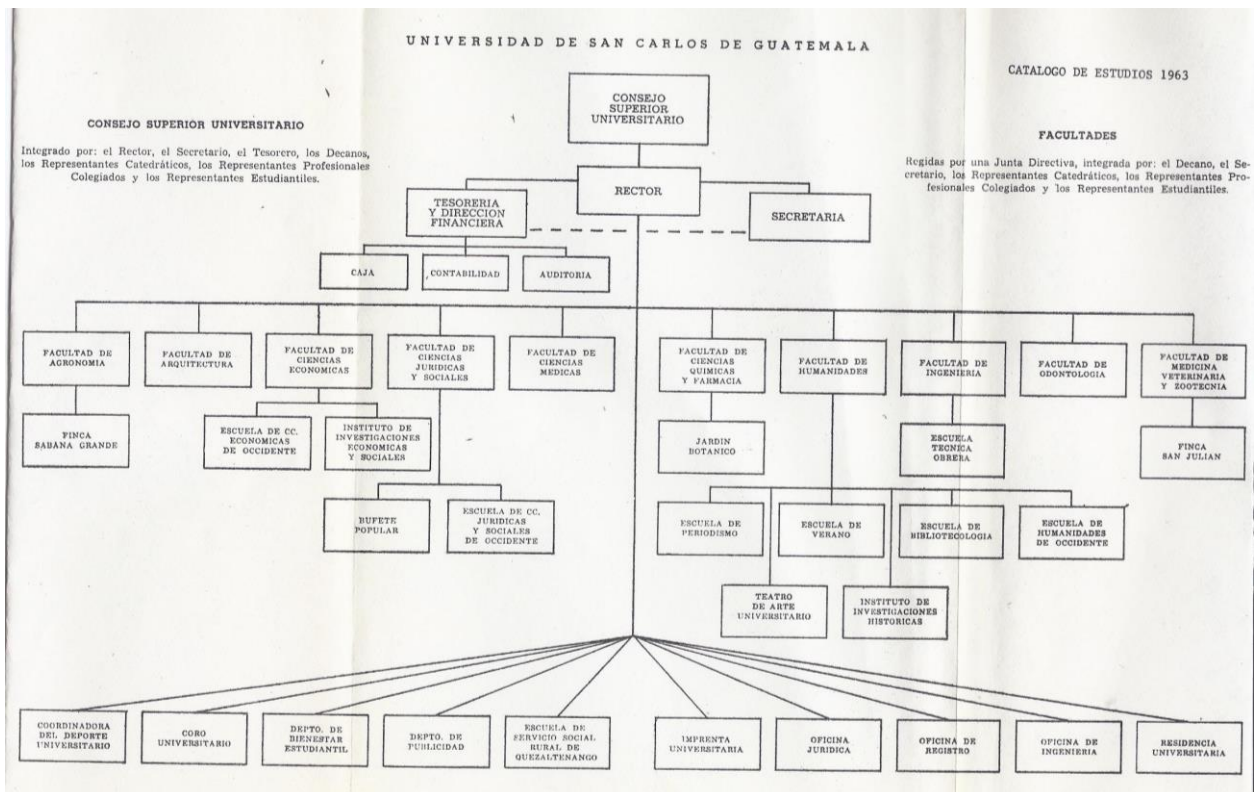 UNIVERSIDAD DE SAN CARLOS DE GUATEMALA
CATALOGO DE ESTUDIOS 1963
CONSEJO SUPERIOR UNIVERSITARIO
Integrado por: el Rector, el Secretario, el Tesorero, los Decanos,
los Representantes Catedráticos, los Representantes Profesionales
Colegiados y los Representantes Estudiantiles.
FACULTADES
Regidas por una Junta Directiva, integrada por: el Decano, el Se-
cretario, los Representantes Catedráticos, los Representantes Pro-
fesionales Colegiados y los Representantes Estudiantiles.
CONSEJO
SUPERIOR
UNIVERSITARIO
RECTOR
TESORERIA
Y DIRECCION
FINANCIERA
SECRETARIA
CAJA
CONTABILIDAD
AUDITORIA
FACULTAD DE
AGRONOMIA
FACULTAD DE
ARQUITECTURA
FACULTAD DE
CIENCIAS
ECONOMICAS
FACULTAD DE
CIENCIAS
JURIDICAS
Y SOCIALES
FACULTAD DE
CIENCIAS
MEDICAS
FACULTAD DE
CIENCIAS
QUIMICAS
Y FARMACIA
FACULTAD DE
HUMANIDADES
FACULTAD DE
INGENIERIA
FACULTAD DE
ODONTOLOGIA
FACULTAD DE
MEDICINA
VETERINARIA
Y ZOOTECNIA
FINCA
SABANA GRANDE
ESCUELA DE CC.
ECONOMICAS
DE OCCIDENTE
INSTITUTO DE
INVESTIGACIONES
ECONOMICAS
Y SOCIALES
JARDIN
BOTANICO
ESCUELA
TECNICA
OBRERA
FINCA
SAN JULIAN
BUFETE
POPULAR
ESCUELA DE CC.
JURIDICAS
Y SOCIALES
DE OCCIDENTE
ESCUELA DE
PERIODISMO
ESCUELA DE
VERANO
ESCUELA DE
BIBLIOTECOLOGIA
ESCUELA DE
HUMANIDADES
DE OCCIDENTE
TEATRO
DE ARTE
UNIVERSITARIO
INSTITUTO DE
INVESTIGACIONES
HISTORICAS
COORDINADORA
DEL DEPORTE
UNIVERSITARIO
CORO
UNIVERSITARIO
DEPTO. DE
BIENESTAR
ESTUDIANTIL
DEPTO. DE
PUBLICIDAD
ESCUELA DE
SERVICIO SOCIAL
RURAL DE
QUEZALTENANGO
IMPRENTA
UNIVERSITARIA
OFICINA
JURIDICA
OFICINA DE
REGISTRO
OFICINA DE
INGENIERIA
RESIDENCIA
UNIVERSITARIA